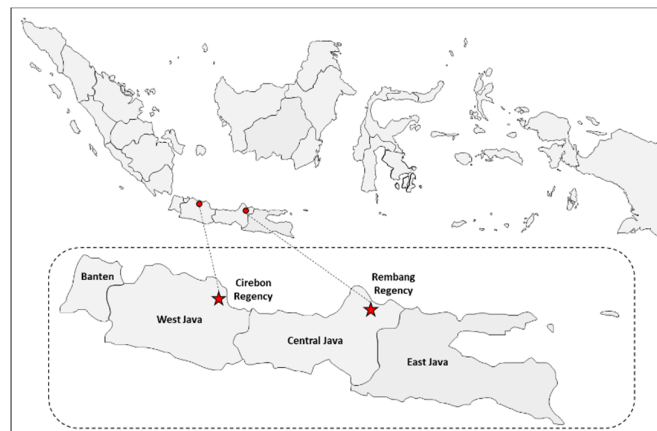 Banten
Cirebon
Regency
Rembang
Regency
West Java
Central Java
East Java